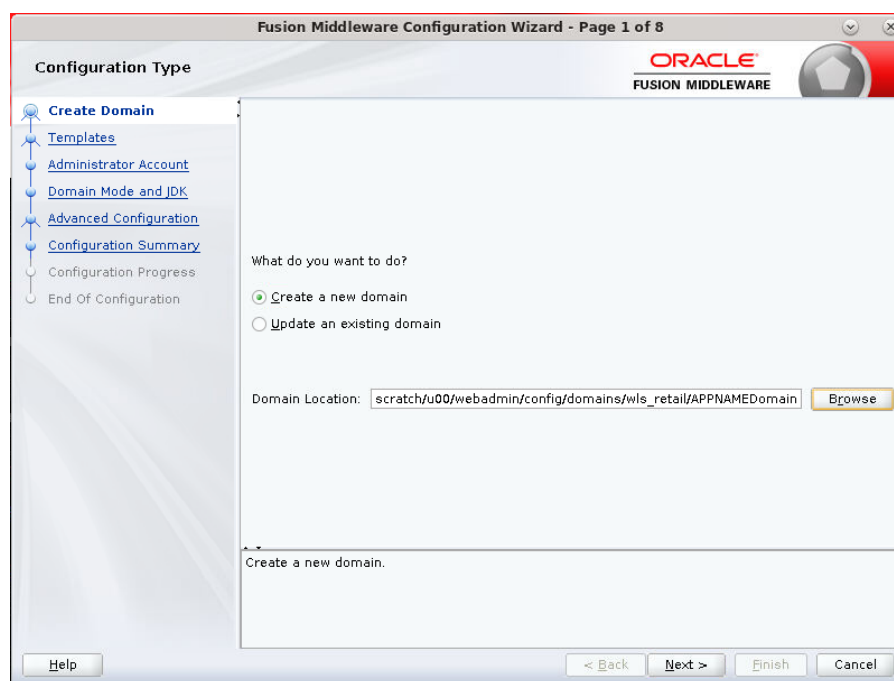 Fusion Middleware Configuration Wizard - Page 1 of 8
Configuration Type
ORACLE
FUSION MIDDLEWARE
Create Domain
Templates
Administrator Account
Domain Mode and JDK
Advanced Configuration
Configuration Summary
Configuration Progress
End Of Configuration
What do you want to do?
Create a new domain
Update an existing domain
Domain Location: scratch/u00/webadmin/config/domains/wls_retail/APPNAMEDomain Browse
Create a new domain.
Help < Back Next > Finish Cancel